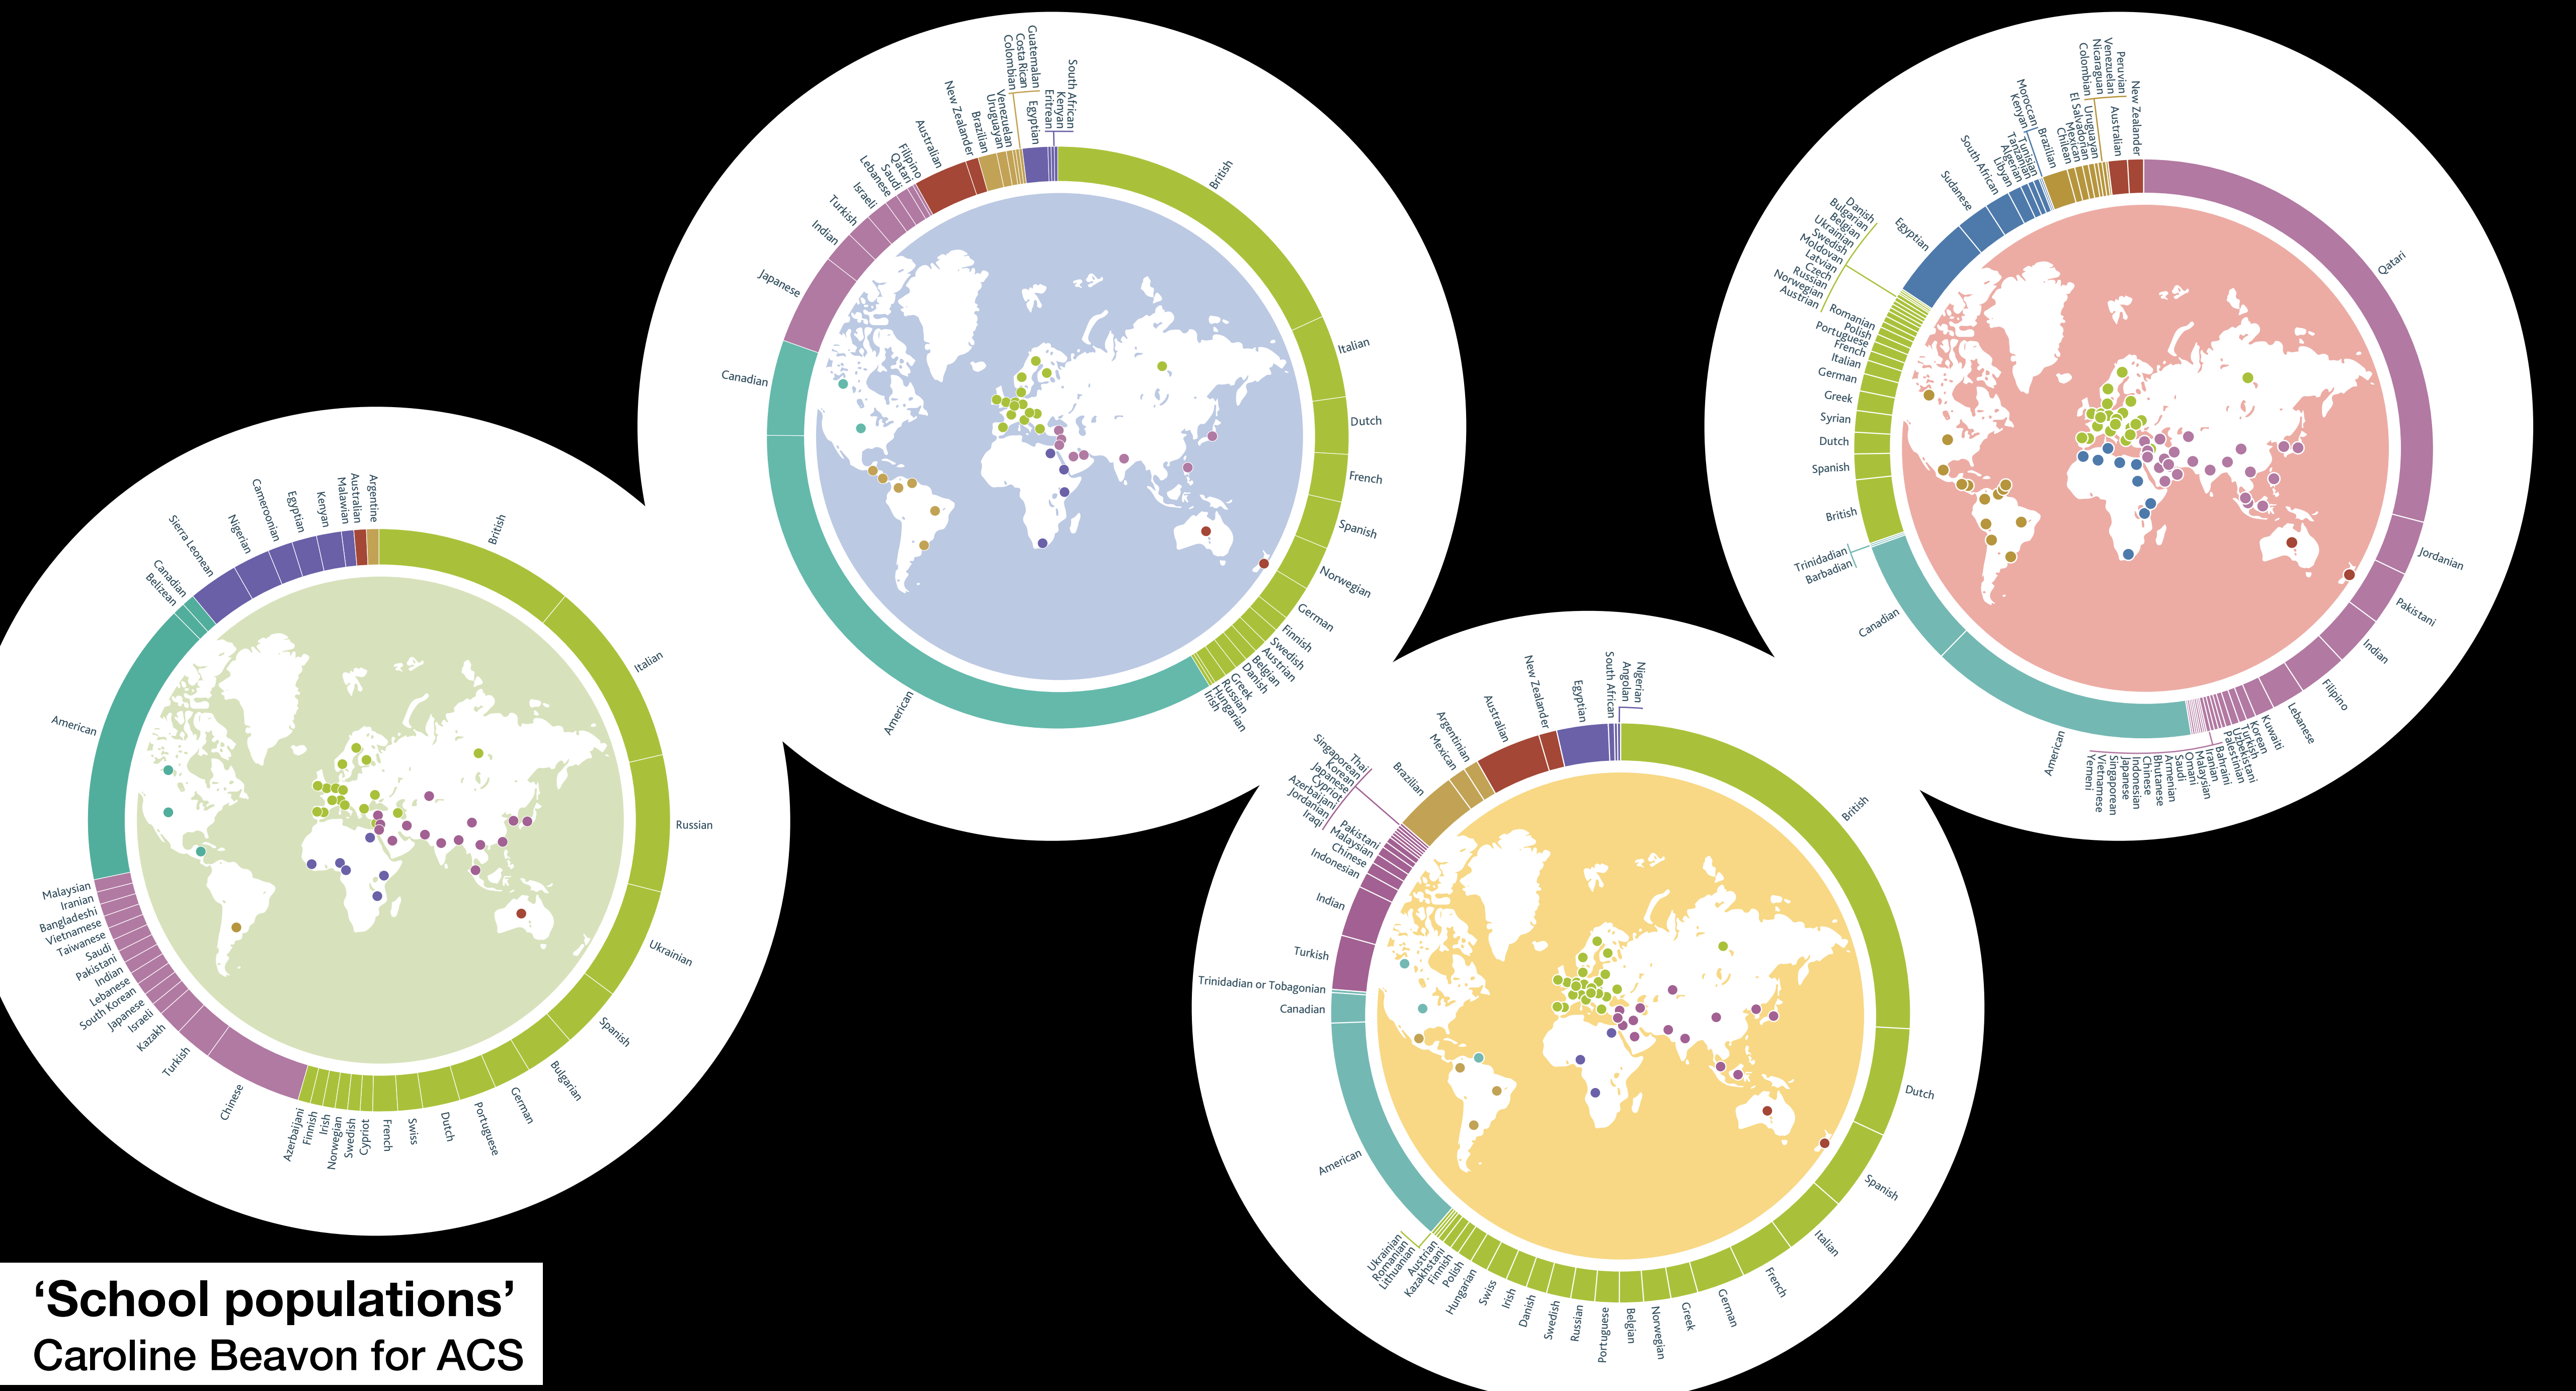 British
Italian
Russian
Ukrainian
Spanish
Bulgarian
German
Portuguese
Dutch
Swiss
French
Cypriot
Swedish
Norwegian
Irish
Finnish
Azerbaijani
Chinese
Turkish
Kazakh
Israeli
Japanese
South Korean
Lebanese
Indian
Pakistani
Saudi
Taiwanese
Vietnamese
Bangladeshi
Iranian
Malaysian
American
Belizean
Canadian
Sierra Leonean
Nigerian
Cameroonian
Egyptian
Kenyan
Malawian
Australian
Argentine
British
Italian
Dutch
French
Spanish
Norwegian
German
Finnish
Swedish
Austrian
Belgian
Danish
Greek
Russian
Hungarian
Irish
American
Canadian
Japanese
Indian
Turkish
Israeli
Lebanese
Saudi
Qatari
Filipino
Australian
New Zealander
Brazilian
Uruguayan
Venezuelan
Colombian
Costa Rican
Guatemalan
Egyptian
Eritrean
Kenyan
South African
British
Dutch
Spanish
Italian
French
German
Greek
Norwegian
Belgian
Portuguese
Russian
Swedish
Danish
Irish
Swiss
Hungarian
Polish
Finnish
Kazakhstani
Austrian
Lithuanian
Romanian
Ukrainian
American
Canadian
Trinidadian or Tobagonian
Turkish
Indian
Indonesian
Chinese
Malaysian
Pakistani
Iraqi
Jordanian
Azerbaijani
Cypriot
Japanese
Korean
Singaporean
Thai
Brazilian
Mexican
Argentinian
Australian
New Zealander
Egyptian
South African
Angolan
Nigerian
Qatari
Jordanian
Pakistani
Indian
Filipino
Lebanese
Kuwaiti
Korean
Turkish
Uzbekistani
Palestinian
Bahraini
Iranian
Malaysian
Omani
Saudi
Armenian
Bhutanese
Chinese
Indonesian
Japanese
Singaporean
Vietnamese
Yemeni
American
Canadian
Barbadian
Trinidadian
British
Spanish
Dutch
Syrian
Greek
German
Italian
French
Portuguese
Polish
Romanian
Austrian
Norwegian
Russian
Czech
Latvian
Moldovan
Swedish
Ukrainian
Belgian
Bulgarian
Danish
Egyptian
Sudanese
South African
Libyan
Algerian
Tanzanian
Tunisian
Kenyan
Moroccan
Brazilian
Chilean
Mexican
El Salvadorian
Uruguayan
Colombian
Nicaraguan
Venezuelan
Peruvian
Australian
New Zealander
‘School populations’
Caroline Beavon for ACS